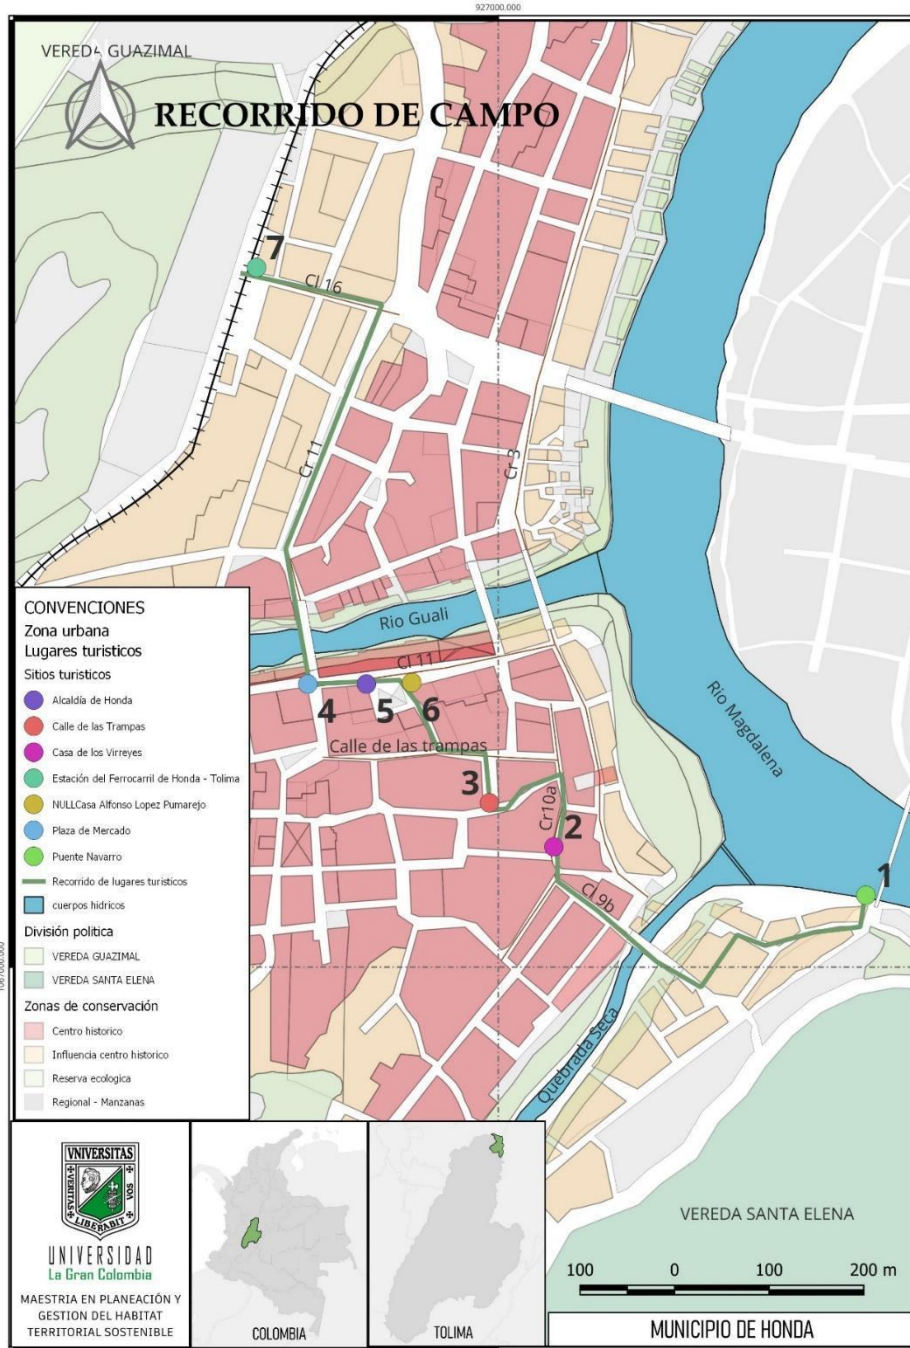 927000.000
VEREDA GUAZIMAL
RECORRIDO DE CAMPO
7
Cl 16
Cr 11
Cr 3
Rio Guali
Cl 11
4
5
6
Calle de las trampas
3
Cr10a
2
Cl 9b
1
Rio Magdalena
Quebrada Seca
VEREDA SANTA ELENA
CONVENCIONES
Zona urbana
Lugares turisticos
Sitios turisticos
Alcaldía de Honda
Calle de las Trampas
Casa de los Virreyes
Estación del Ferrocarril de Honda - Tolima
NULLCasa Alfonso Lopez Pumarejo
Plaza de Mercado
Puente Navarro
Recorrido de lugares turisticos
cuerpos hidricos
División politica
VEREDA GUAZIMAL
VEREDA SANTA ELENA
Zonas de conservación
Centro historico
Influencia centro historico
Reserva ecologica
Regional - Manzanas
VNIVERSITAS
VERITAS
VOS
LIBERABIT
UNIVERSIDAD
La Gran Colombia
MAESTRIA EN PLANEACIÓN Y
GESTION DEL HABITAT
TERRITORIAL SOSTENIBLE
COLOMBIA
TOLIMA
100 0 100 200 m
MUNICIPIO DE HONDA